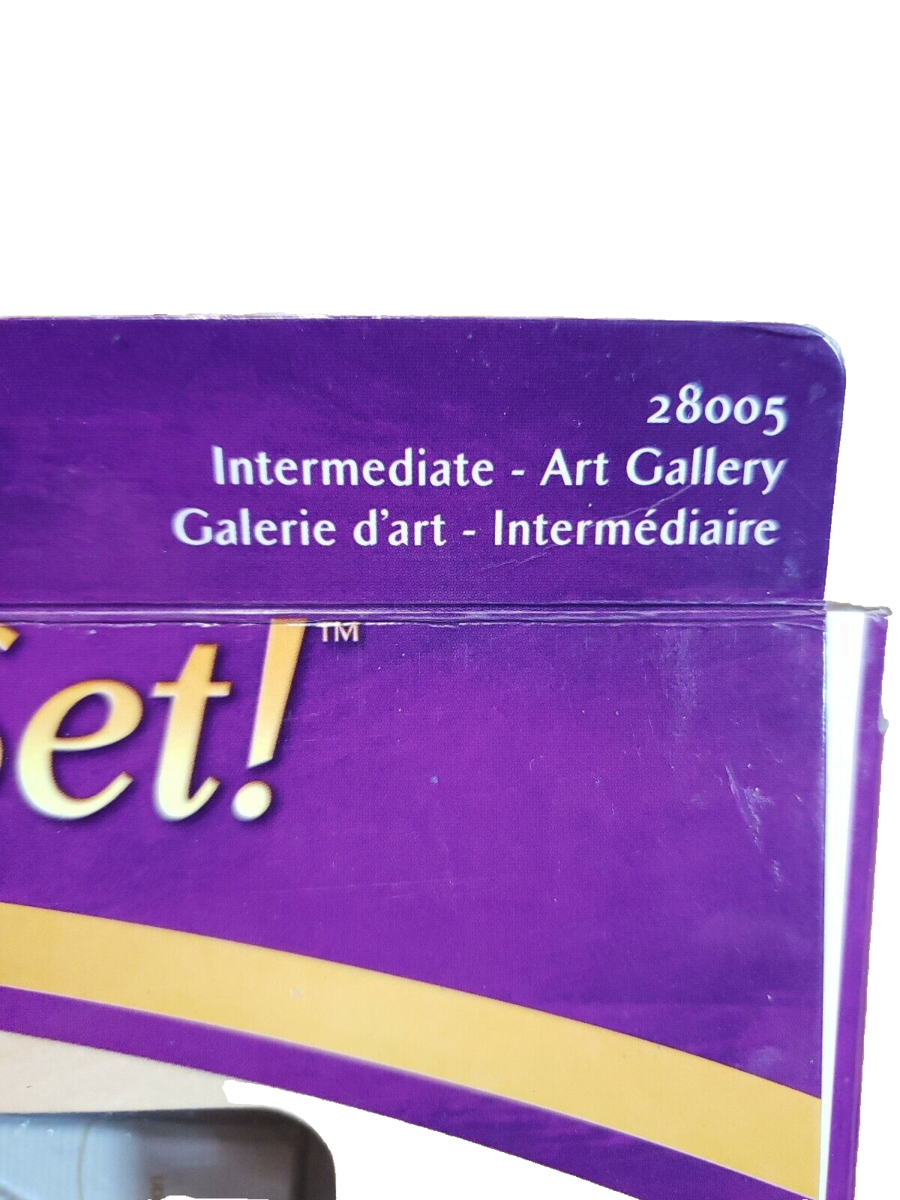 28005
Intermediate - Art Gallery
Galerie d'art - Intermédiaire
Set!™